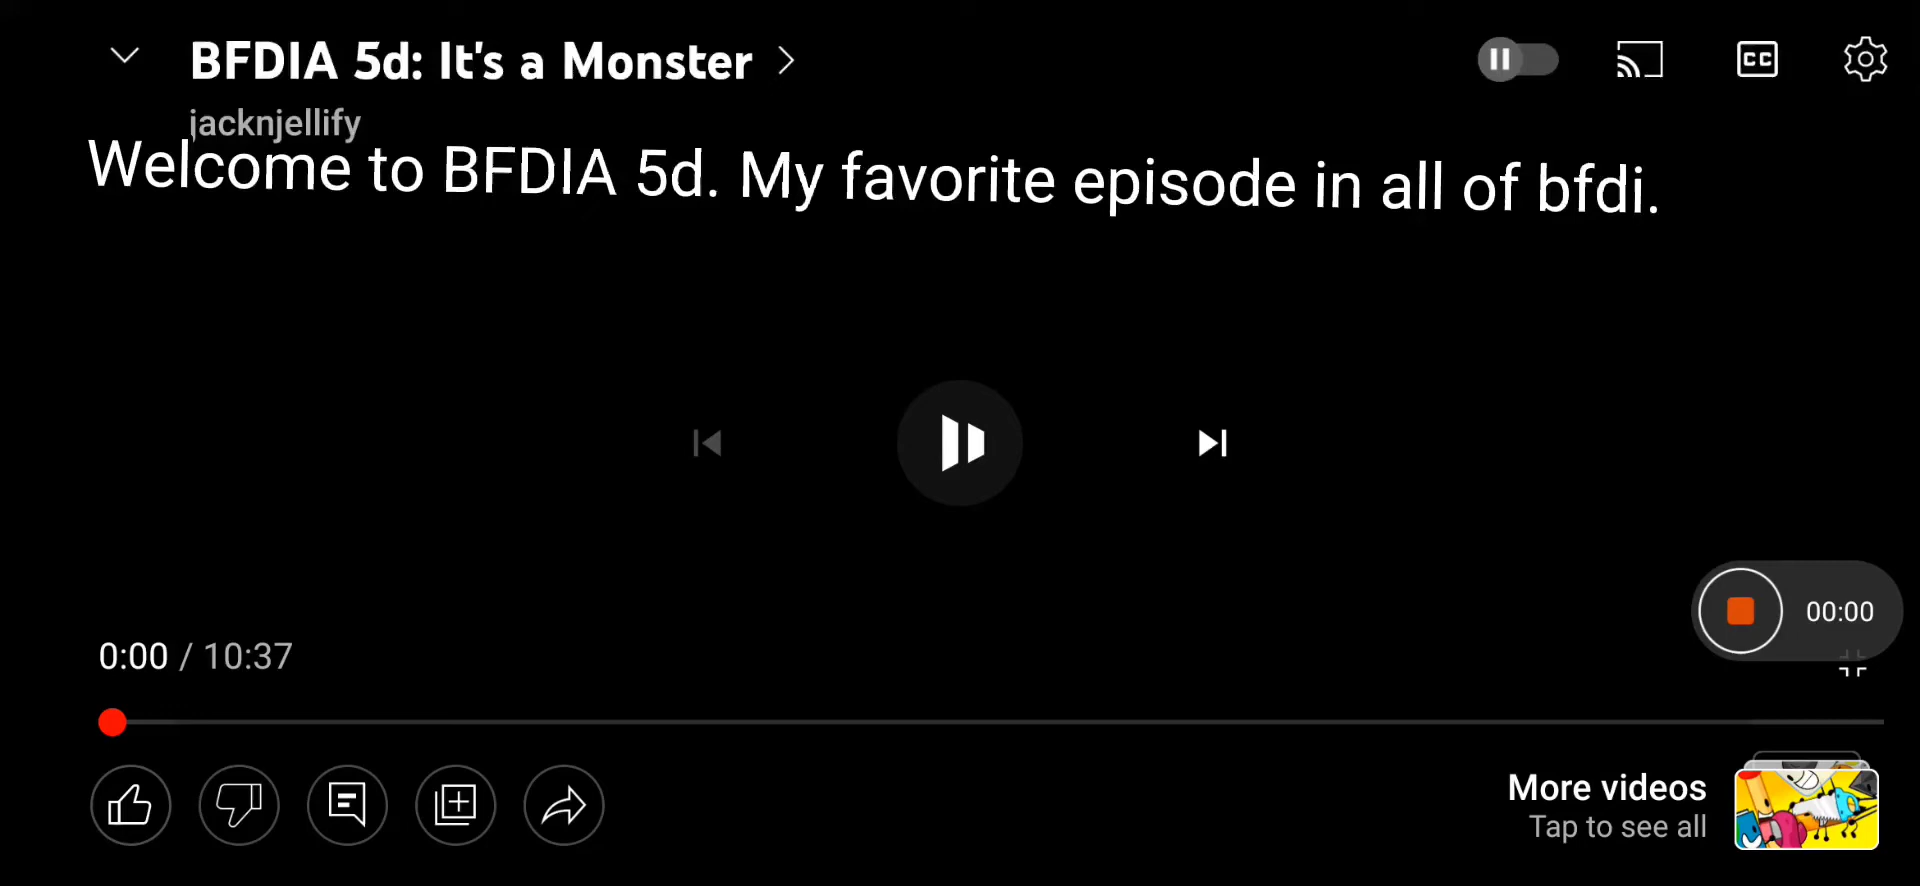 BFDIA 5d: It's a Monster
jacknjellify
Welcome to BFDIA 5d. My favorite episode in all of bfdi.
CC
00:00
0:00 / 10:37
More videos
Tap to see all